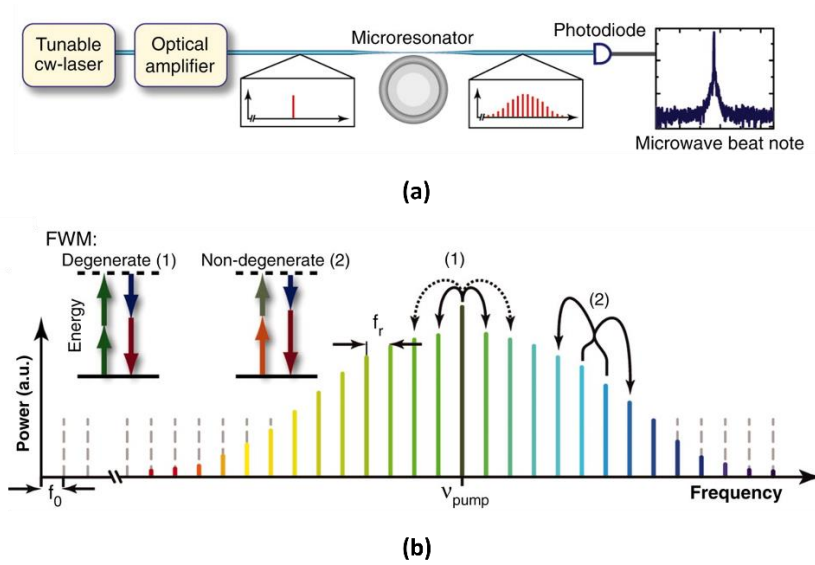 Tunable
cw-laser
Optical
amplifier
Microresonator
Photodiode
Microwave beat note
(a)
FWM:
Degenerate (1)
Non-degenerate (2)
(1)
(2)
Energy
f_r
Power (a.u.)
f_0
ν_pump
Frequency
(b)